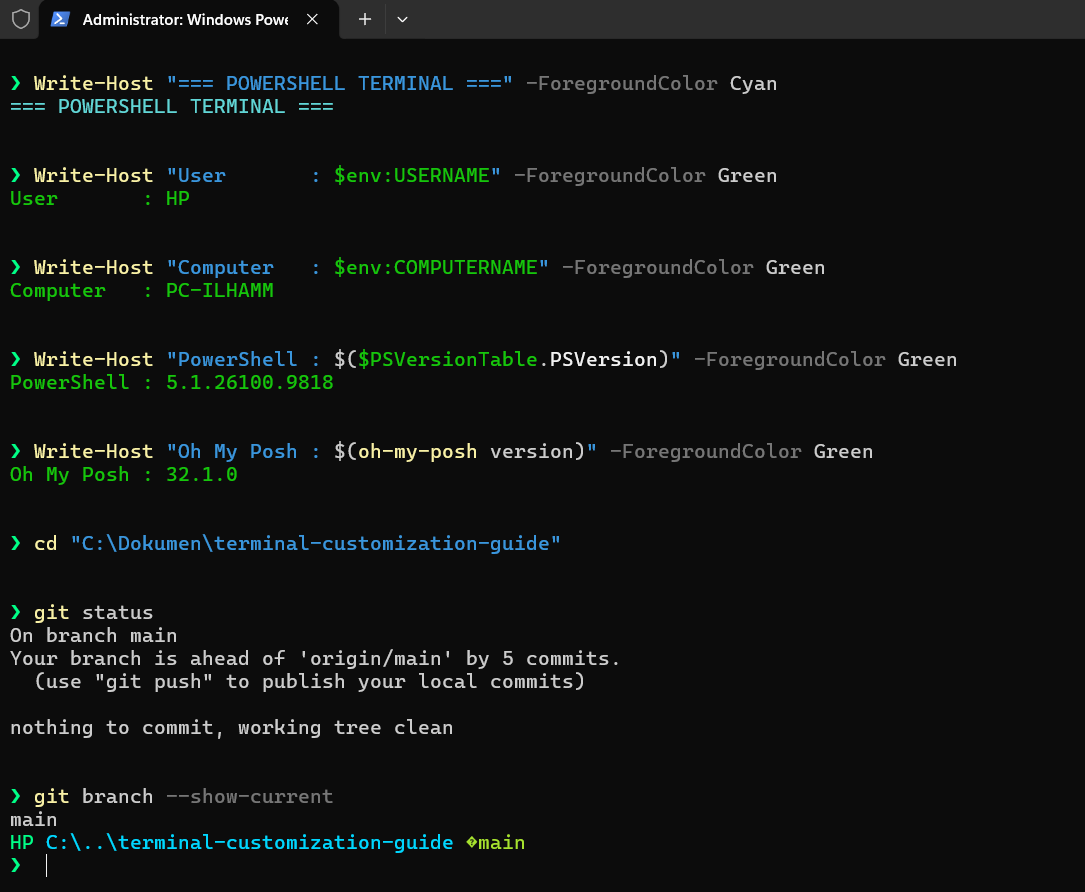 Administrator: Windows Powe
❯ Write-Host "=== POWERSHELL TERMINAL ===" -ForegroundColor Cyan
=== POWERSHELL TERMINAL ===
❯ Write-Host "User       : $env:USERNAME" -ForegroundColor Green
User       : HP
❯ Write-Host "Computer   : $env:COMPUTERNAME" -ForegroundColor Green
Computer   : PC-ILHAMM
❯ Write-Host "PowerShell : $($PSVersionTable.PSVersion)" -ForegroundColor Green
PowerShell : 5.1.26100.9818
❯ Write-Host "Oh My Posh : $(oh-my-posh version)" -ForegroundColor Green
Oh My Posh : 32.1.0
❯ cd "C:\Dokumen\terminal-customization-guide"
❯ git status
On branch main
Your branch is ahead of 'origin/main' by 5 commits.
  (use "git push" to publish your local commits)
nothing to commit, working tree clean
❯ git branch --show-current
main
HP C:\..\terminal-customization-guide �main
❯